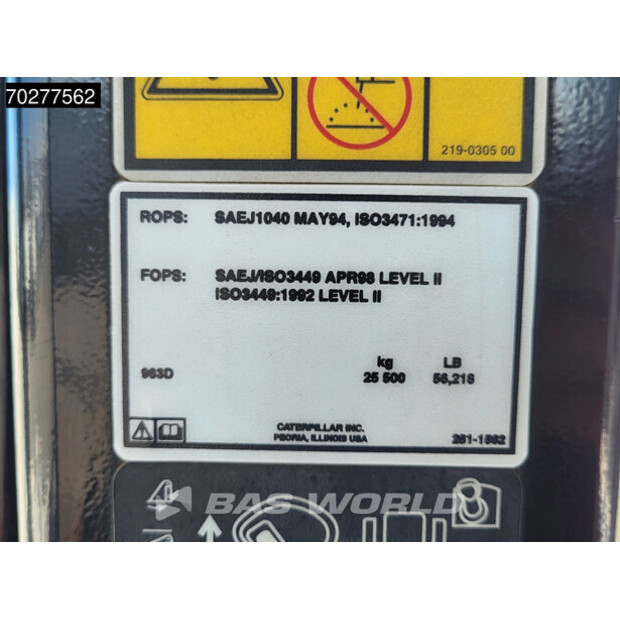 70277562
219-0305 00
ROPS: SAEJ1040 MAY94, ISO3471:1994
FOPS: SAEJ/ISO3449 APR98 LEVEL II
ISO3449:1992 LEVEL II
kg LB
963D 25 500 56,218
CATERPILLAR INC.
PEORIA, ILLINOIS USA
261-1562
BAS WORLD